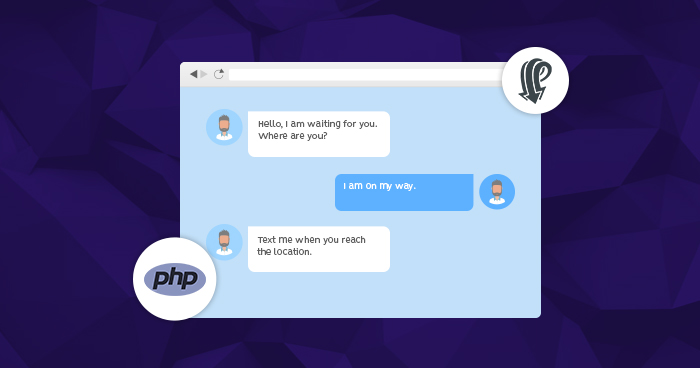 Hello, I am waiting for you.
Where are you?
I am on my way.
Text me when you reach
the location.
php